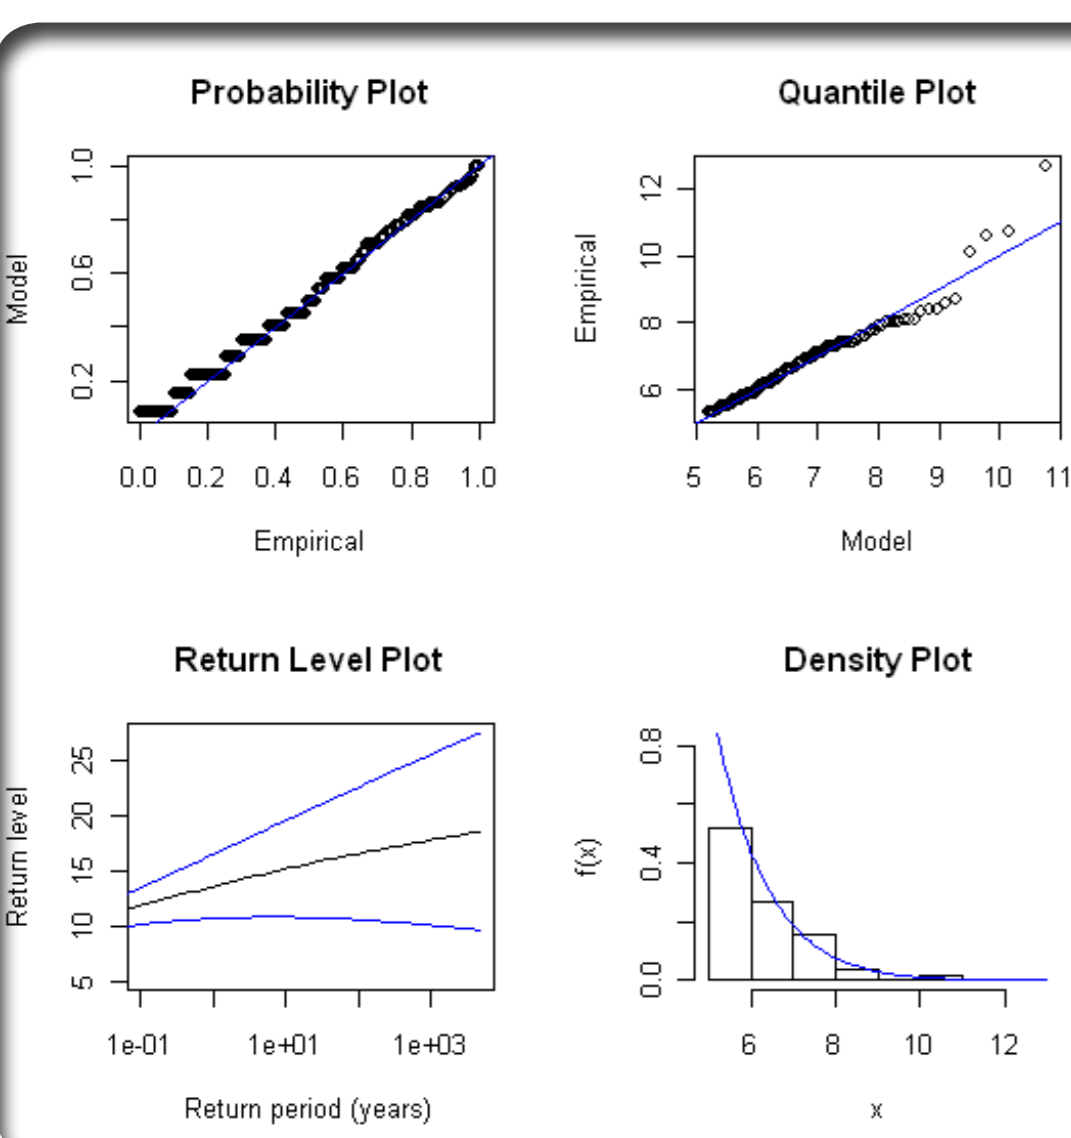 Probability Plot
Model
0.2 0.6 1.0
0.0 0.2 0.4 0.6 0.8 1.0
Empirical
Quantile Plot
Empirical
6 8 10 12
5 6 7 8 9 10 11
Model
Return Level Plot
Return level
5 10 15 20 25
1e-01 1e+01 1e+03
Return period (years)
Density Plot
f(x)
0.0 0.4 0.8
6 8 10 12
x